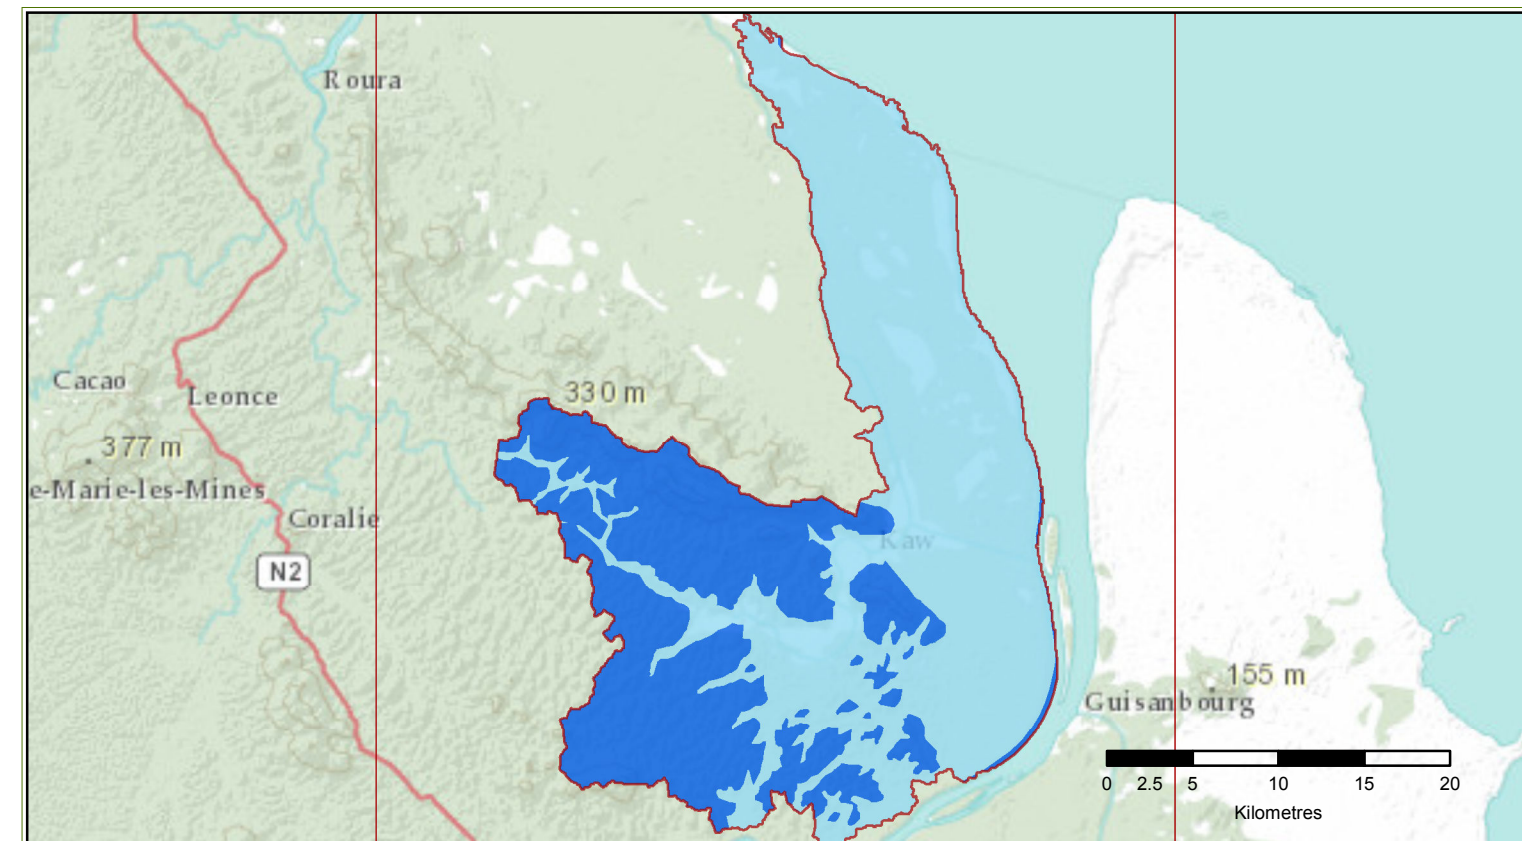 Roura
330 m
Cacao
Leonce
377 m
e-Marie-les-Mines
Coralie
Kaw
N2
155 m
Guisanbourg
0 2.5 5 10 15 20
Kilometres